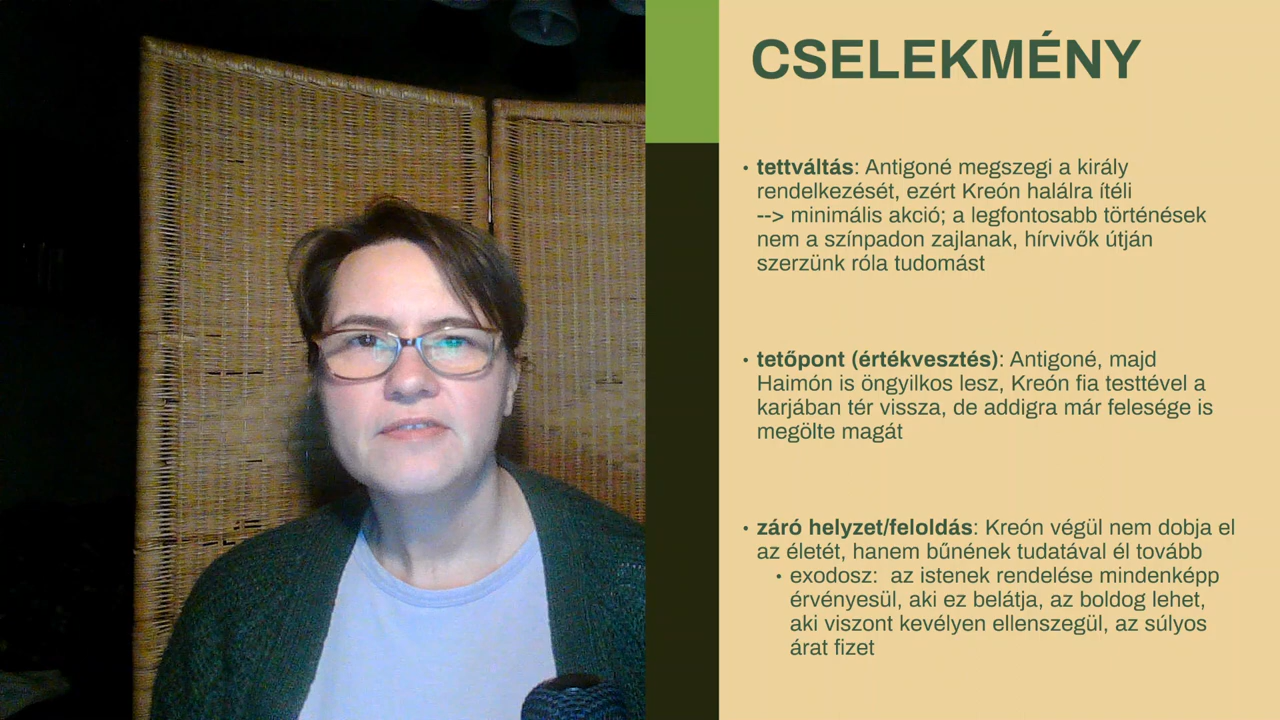 CSELEKMÉNY
• tettváltás: Antigoné megszegi a király
rendelkezését, ezért Kreón halálra ítéli
--> minimális akció; a legfontosabb történések
nem a színpadon zajlanak, hírvivők útján
szerzünk róla tudomást
• tetőpont (értékvesztés): Antigoné, majd
Haimón is öngyilkos lesz, Kreón fia testtével a
karjában tér vissza, de addigra már felesége is
megölte magát
• záró helyzet/feloldás: Kreón végül nem dobja el
az életét, hanem bűnének tudatával él tovább
• exodosz:  az istenek rendelése mindenképp
érvényesül, aki ez belátja, az boldog lehet,
aki viszont kevélyen ellenszegül, az súlyos
árat fizet